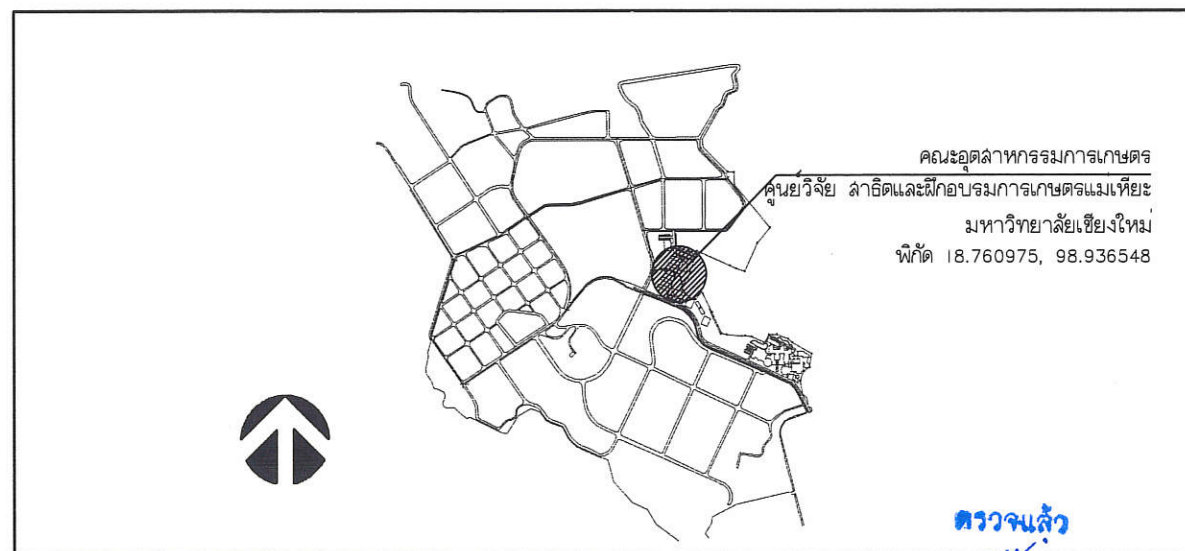 คณะอุตสาหกรรมการเกษตร
ศูนย์วิจัย สาธิตและฝึกอบรมการเกษตรแม่เหียะ
มหาวิทยาลัยเชียงใหม่
พิกัด 18.760975, 98.936548
ตรวจแล้ว